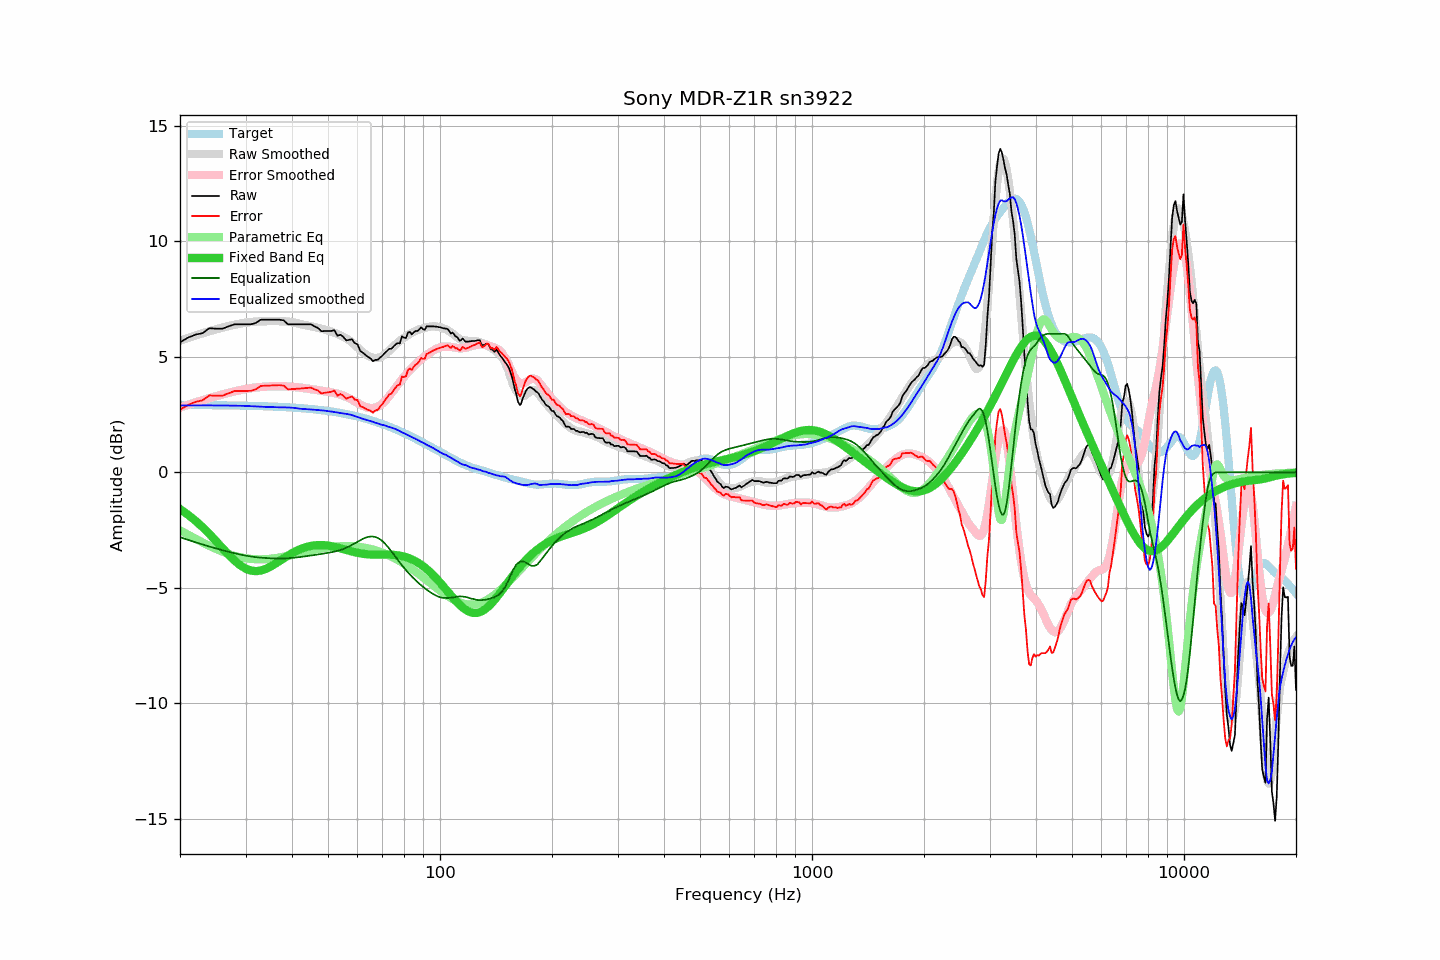 Sony MDR-Z1R sn3922
15
10
5
0
−5
−10
−15
Amplitude (dBr)
Target
Raw Smoothed
Error Smoothed
Raw
Error
Parametric Eq
Fixed Band Eq
Equalization
Equalized smoothed
100
1000
10000
Frequency (Hz)